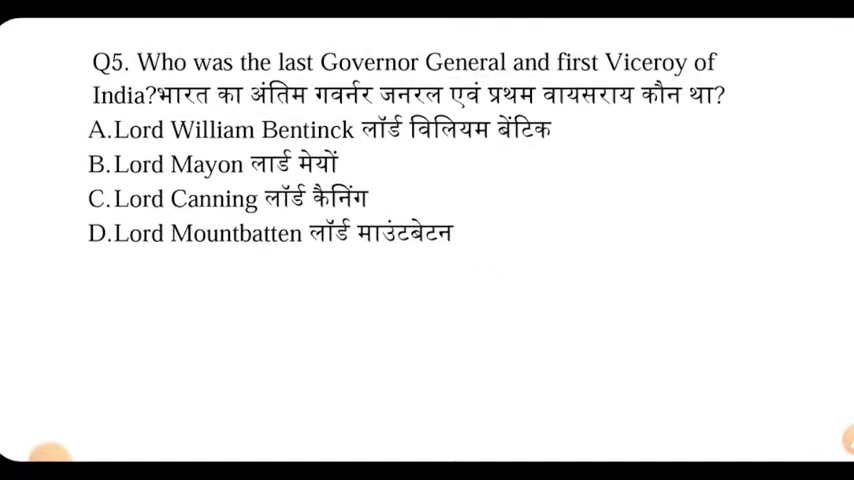 Q5. Who was the last Governor General and first Viceroy of
India?भारत का अंतिम गवर्नर जनरल एवं प्रथम वायसराय कौन था?
A.Lord William Bentinck लॉर्ड विलियम बेंटिक
B.Lord Mayon लार्ड मेयों
C.Lord Canning लॉर्ड कैनिंग
D.Lord Mountbatten लॉर्ड माउंटबेटन